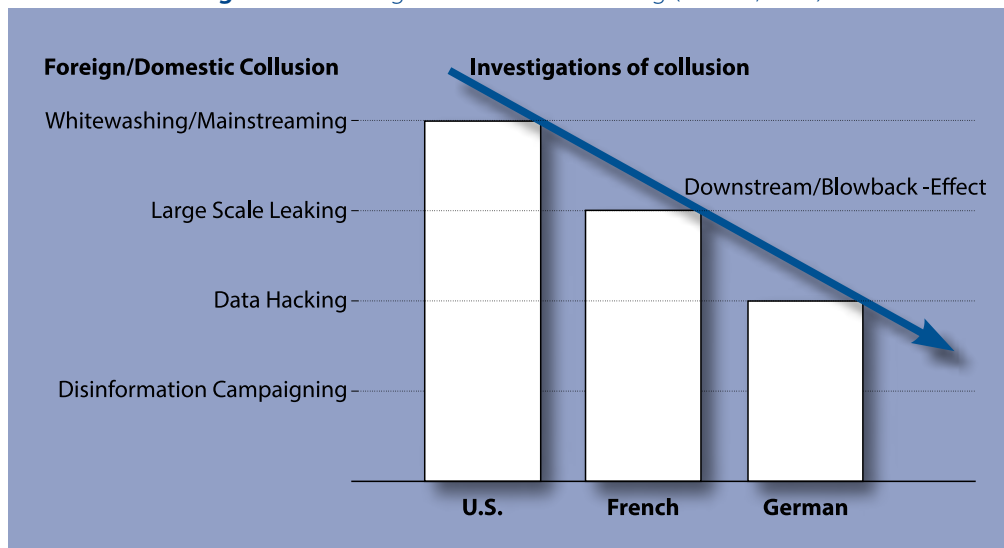 Foreign/Domestic Collusion
Investigations of collusion
Whitewashing/Mainstreaming
Downstream/Blowback -Effect
Large Scale Leaking
Data Hacking
Disinformation Campaigning
U.S. French German